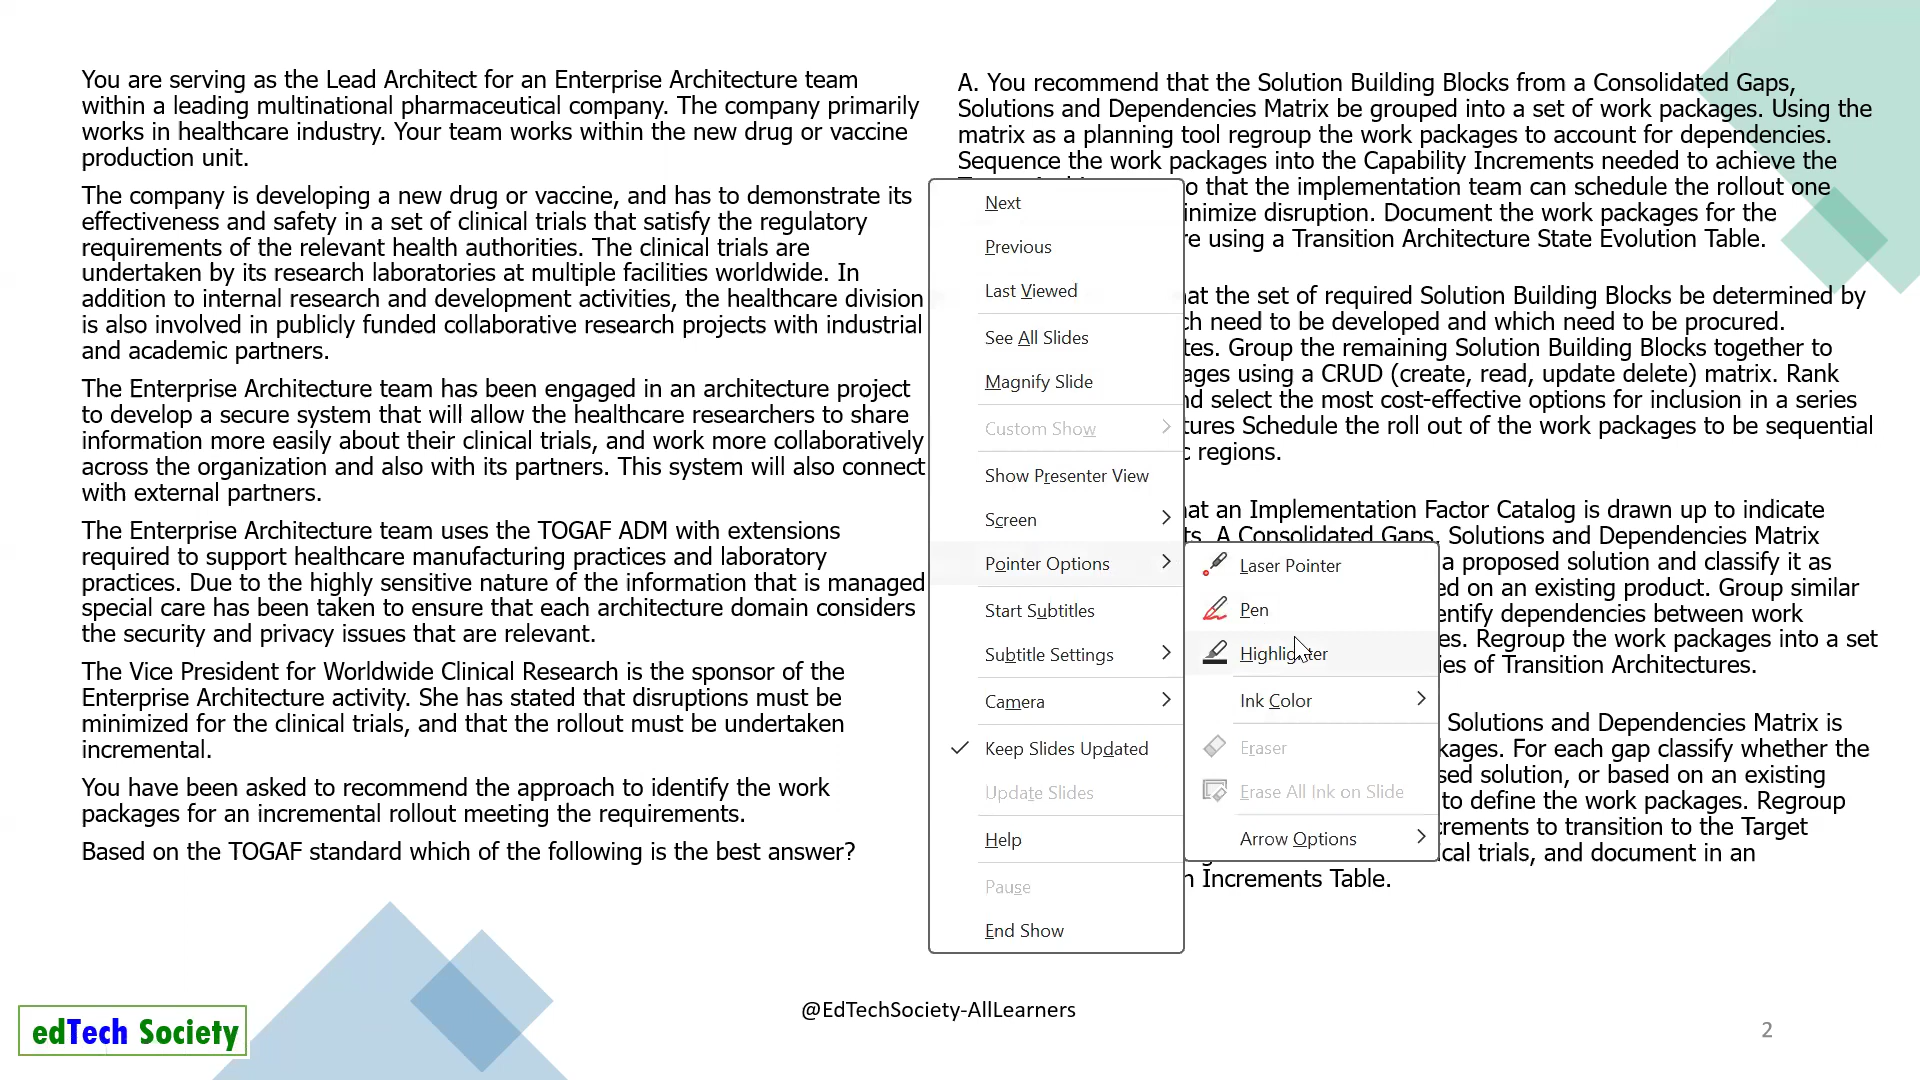 You are serving as the Lead Architect for an Enterprise Architecture team
within a leading multinational pharmaceutical company. The company primarily
works in healthcare industry. Your team works within the new drug or vaccine
production unit.
The company is developing a new drug or vaccine, and has to demonstrate its
effectiveness and safety in a set of clinical trials that satisfy the regulatory
requirements of the relevant health authorities. The clinical trials are
undertaken by its research laboratories at multiple facilities worldwide. In
addition to internal research and development activities, the healthcare division
is also involved in publicly funded collaborative research projects with industrial
and academic partners.
The Enterprise Architecture team has been engaged in an architecture project
to develop a secure system that will allow the healthcare researchers to share
information more easily about their clinical trials, and work more collaboratively
across the organization and also with its partners. This system will also connect
with external partners.
The Enterprise Architecture team uses the TOGAF ADM with extensions
required to support healthcare manufacturing practices and laboratory
practices. Due to the highly sensitive nature of the information that is managed
special care has been taken to ensure that each architecture domain considers
the security and privacy issues that are relevant.
The Vice President for Worldwide Clinical Research is the sponsor of the
Enterprise Architecture activity. She has stated that disruptions must be
minimized for the clinical trials, and that the rollout must be undertaken
incremental.
You have been asked to recommend the approach to identify the work
packages for an incremental rollout meeting the requirements.
Based on the TOGAF standard which of the following is the best answer?
A. You recommend that the Solution Building Blocks from a Consolidated Gaps,
Solutions and Dependencies Matrix be grouped into a set of work packages. Using the
matrix as a planning tool regroup the work packages to account for dependencies.
Sequence the work packages into the Capability Increments needed to achieve the
so that the implementation team can schedule the rollout one
minimize disruption. Document the work packages for the
using a Transition Architecture State Evolution Table.
that the set of required Solution Building Blocks be determined by
which need to be developed and which need to be procured.
Group the remaining Solution Building Blocks together to
using a CRUD (create, read, update delete) matrix. Rank
and select the most cost-effective options for inclusion in a series
Schedule the roll out of the work packages to be sequential
regions.
that an Implementation Factor Catalog is drawn up to indicate
A Consolidated Gaps, Solutions and Dependencies Matrix
a proposed solution and classify it as
on an existing product. Group similar
identify dependencies between work
Regroup the work packages into a set
of Transition Architectures.
Solutions and Dependencies Matrix is
For each gap classify whether the
solution, or based on an existing
to define the work packages. Regroup
increments to transition to the Target
trials, and document in an
Increments Table.
Next
Previous
Last Viewed
See All Slides
Magnify Slide
Custom Show
Show Presenter View
Screen
Pointer Options
Start Subtitles
Subtitle Settings
Camera
Keep Slides Updated
Update Slides
Help
Pause
End Show
Laser Pointer
Pen
Highlighter
Ink Color
Eraser
Erase All Ink on Slide
Arrow Options
edTech Society
@EdTechSociety-AllLearners
2